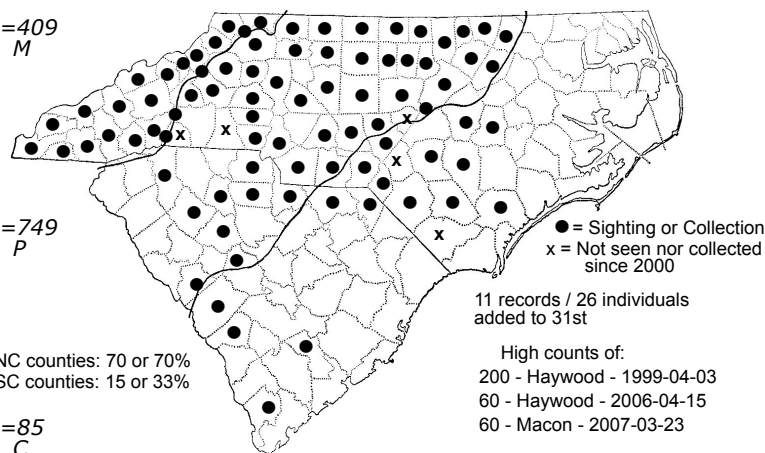 =409
M
=749
P
● = Sighting or Collection
x = Not seen nor collected
since 2000
11 records / 26 individuals
added to 31st
NC counties: 70 or 70%
SC counties: 15 or 33%
High counts of:
200 - Haywood - 1999-04-03
60 - Haywood - 2006-04-15
60 - Macon - 2007-03-23
=85
C
x
x
x
x
x